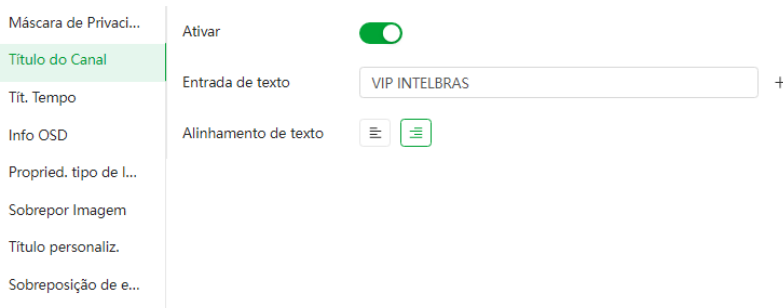 Máscara de Privaci...
Título do Canal
Tít. Tempo
Info OSD
Propried. tipo de l...
Sobrepor Imagem
Título personaliz.
Sobreposição de e...
Ativar
Entrada de texto
VIP INTELBRAS
+
Alinhamento de texto